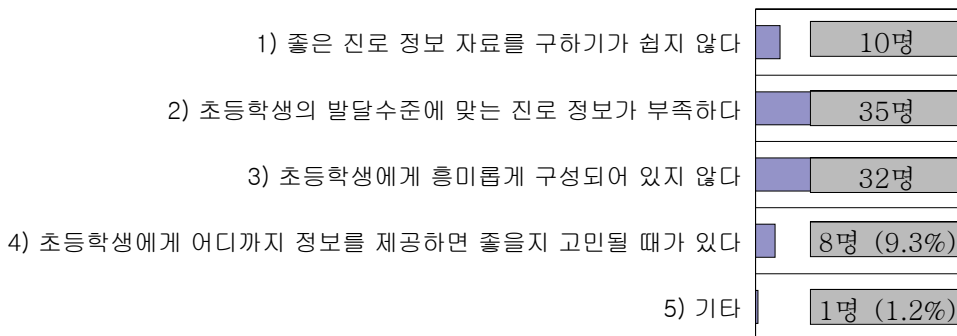 1) 좋은 진로 정보 자료를 구하기가 쉽지 않다 10명
2) 초등학생의 발달수준에 맞는 진로 정보가 부족하다 35명
3) 초등학생에게 흥미롭게 구성되어 있지 않다 32명
4) 초등학생에게 어디까지 정보를 제공하면 좋을지 고민될 때가 있다 8명 (9.3%)
5) 기타 1명 (1.2%)